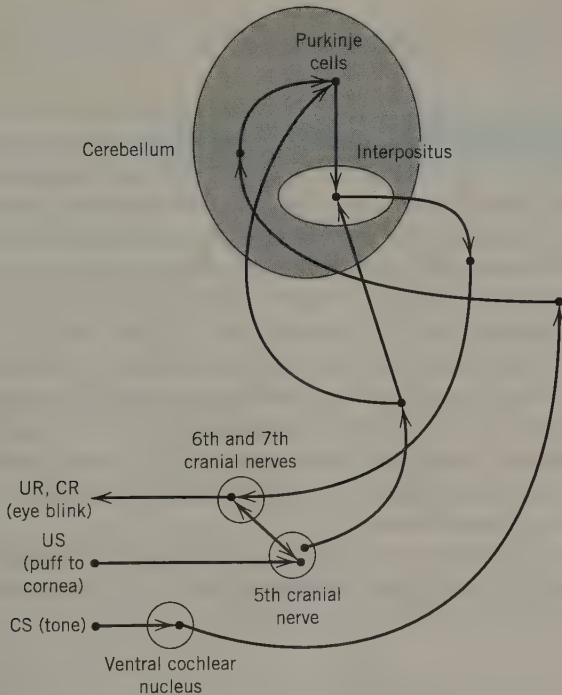 Purkinje
cells
Cerebellum
Interpositus
6th and 7th
cranial nerves
UR, CR
(eye blink)
US
(puff to
cornea)
5th cranial
nerve
CS (tone)
Ventral cochlear
nucleus